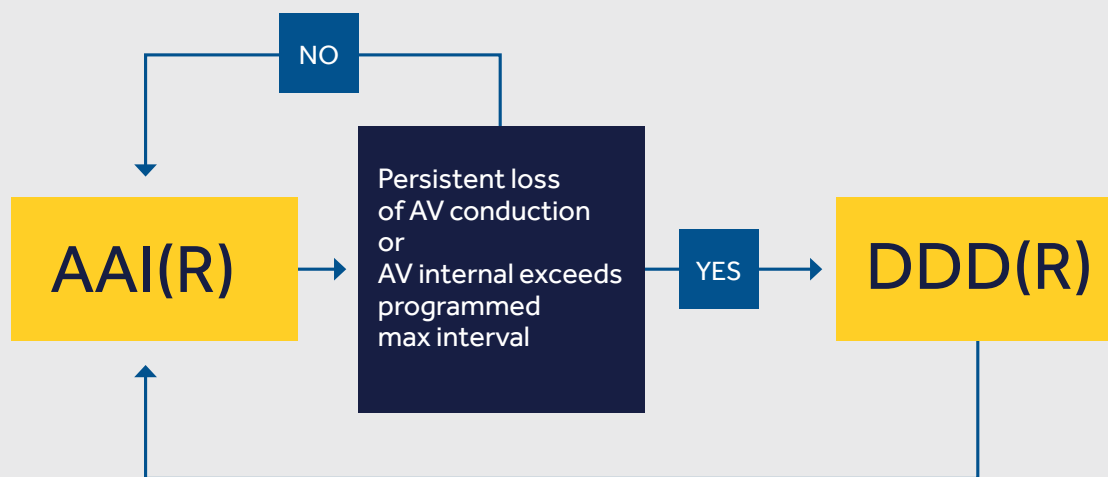 NO
Persistent loss
of AV conduction
or
AV internal exceeds
programmed
max interval
AAI(R)
YES
DDD(R)